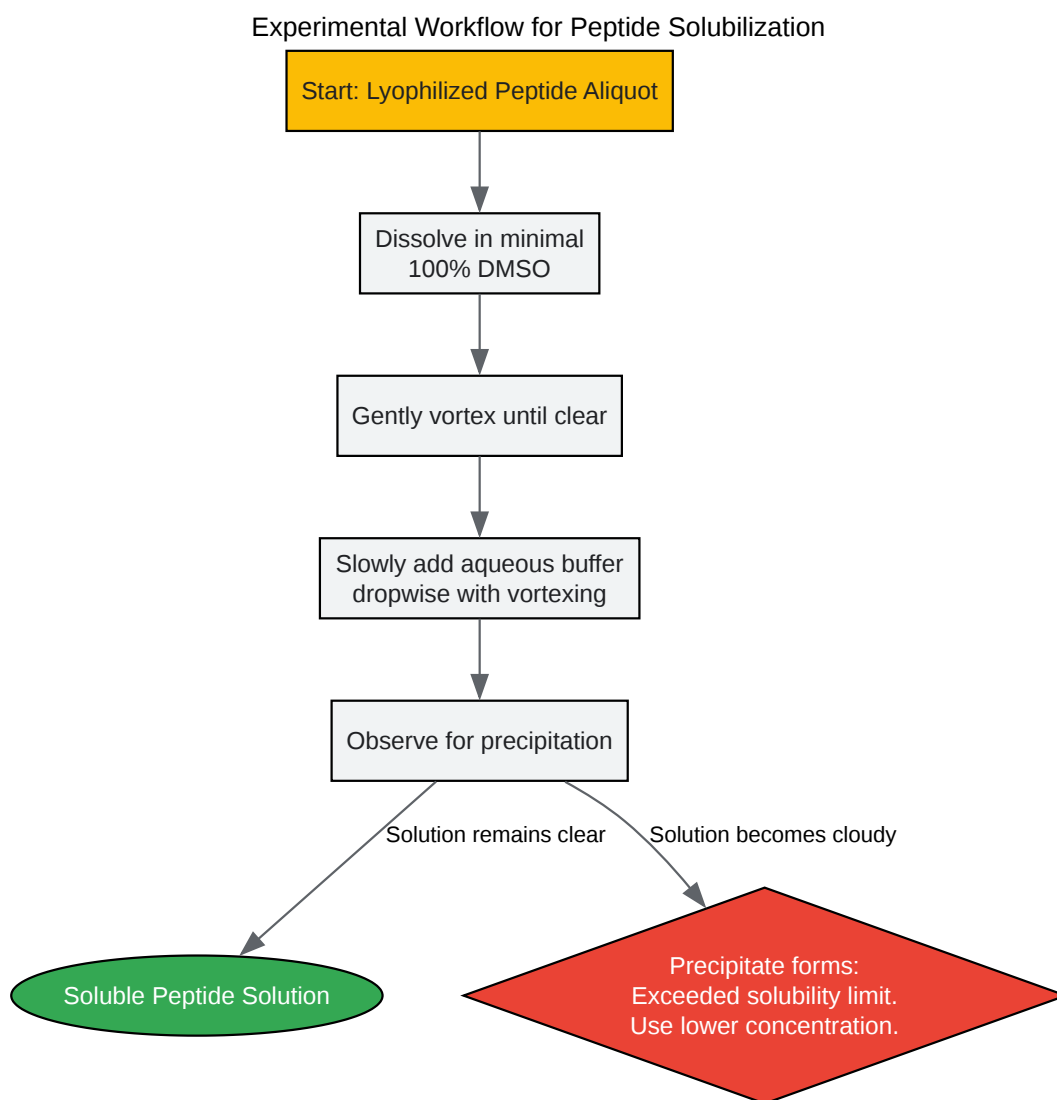 Experimental Workflow for Peptide Solubilization
Start: Lyophilized Peptide Aliquot
Dissolve in minimal
100% DMSO
Gently vortex until clear
Slowly add aqueous buffer
dropwise with vortexing
Observe for precipitation
Solution remains clear
Solution becomes cloudy
Soluble Peptide Solution
Precipitate forms:
Exceeded solubility limit.
Use lower concentration.